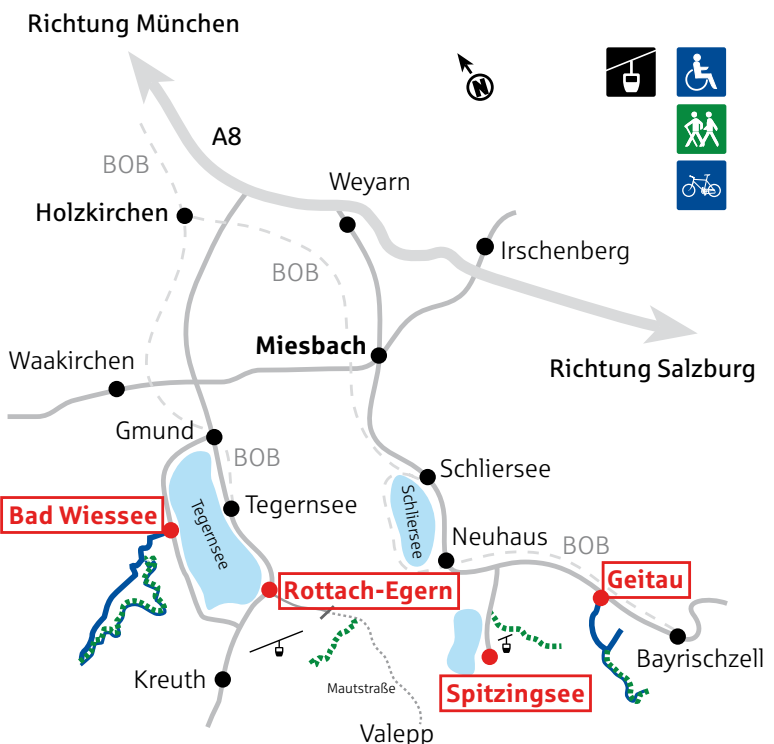 Richtung München
N
A8
BOB
Weyarn
Holzkirchen
Irschenberg
BOB
Miesbach
Waakirchen
Richtung Salzburg
Gmund
BOB
Schliersee
Tegernsee
Tegernsee
Schliersee
Bad Wiessee
Neuhaus
BOB
Geitau
Rottach-Egern
Bayrischzell
Kreuth
Mautstraße
Spitzingsee
Valepp